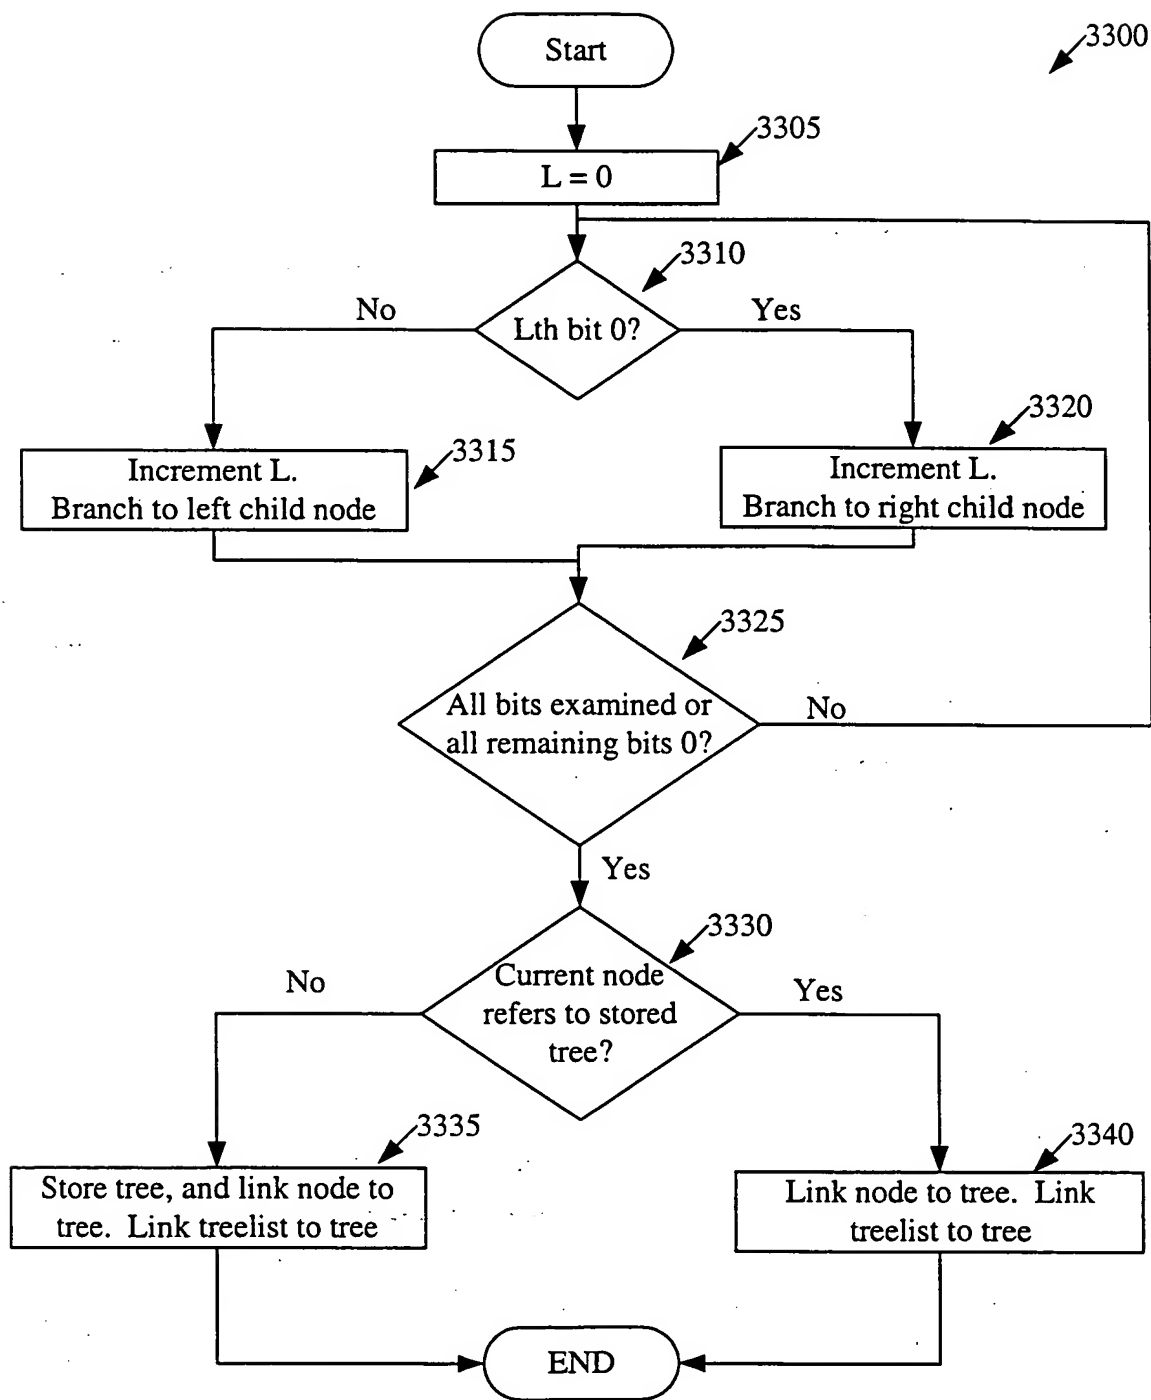 Start
3300
3305
L = 0
3310
No
Yes
Lth bit 0?
3315
3320
Increment L.
Branch to left child node
Increment L.
Branch to right child node
3325
All bits examined or
all remaining bits 0?
No
Yes
3330
No
Yes
Current node
refers to stored
tree?
3335
3340
Store tree, and link node to
tree. Link treelist to tree
Link node to tree. Link
treelist to tree
END